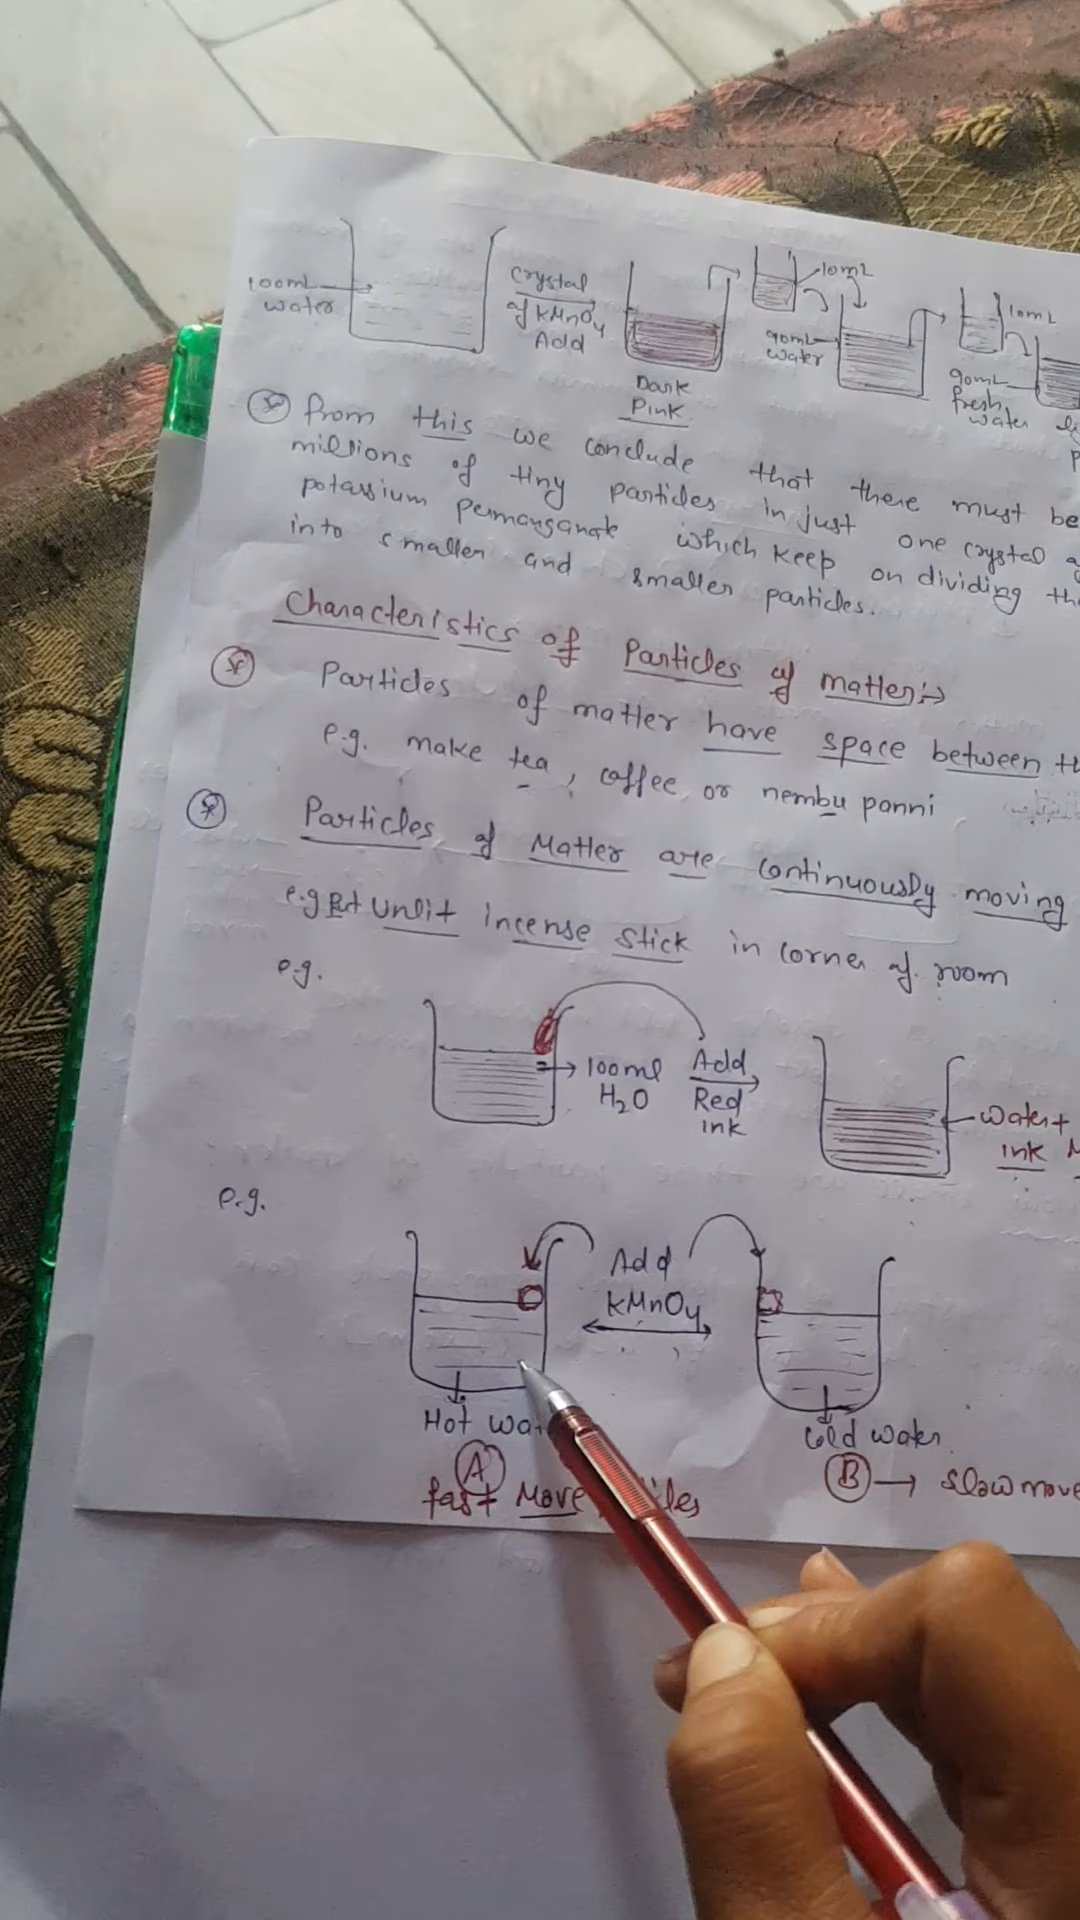 100mL
water
Crystal
of KMnO4
Add
Dark
Pink
10mL
90mL
water
10mL
90mL
fresh
water
from this we conclude that there must be
millions of tiny particles in just one crystal
potassium permanganate which keep on dividing
into smaller and smaller particles.
Characteristics of Particles of matter:→
Particles of matter have space between
e.g. make tea, coffee, or nembu panni
Particles of Matter are continuously moving
e.g Put Unlit incense stick in corner of room
e.g.
100ml
H2O
Add
Red
ink
water+
ink
e.g.
Add
KMnO4
Hot
Cold water.
A
fast Move
B → slow move